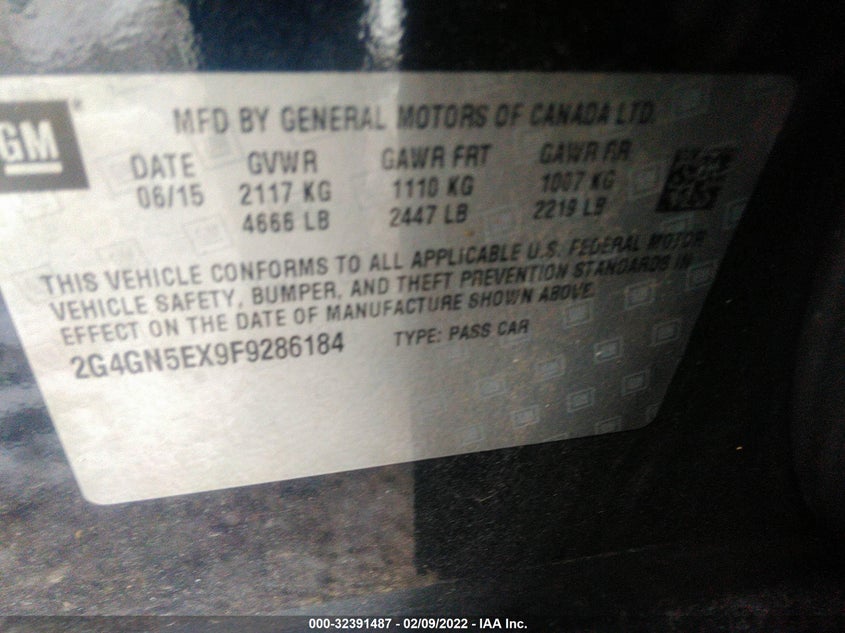 GM
MFD BY GENERAL MOTORS OF CANADA LTD.
DATE GVWR GAWR FRT GAWR RR
06/15 2117 KG 1110 KG 1007 KG
4666 LB 2447 LB 2219 LB
THIS VEHICLE CONFORMS TO ALL APPLICABLE U.S. FEDERAL MOTOR
VEHICLE SAFETY, BUMPER, AND THEFT PREVENTION STANDARDS IN
EFFECT ON THE DATE OF MANUFACTURE SHOWN ABOVE.
2G4GN5EX9F9286184 TYPE: PASS CAR
000-32391487 - 02/09/2022 - IAA Inc.